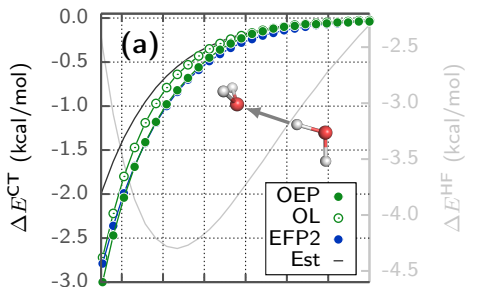 (a)
ΔE^CT (kcal/mol)
0.0
-0.5
-1.0
-1.5
-2.0
-2.5
-3.0
ΔE^HF (kcal/mol)
-2.5
-3.0
-3.5
-4.0
-4.5
OEP
OL
EFP2
Est